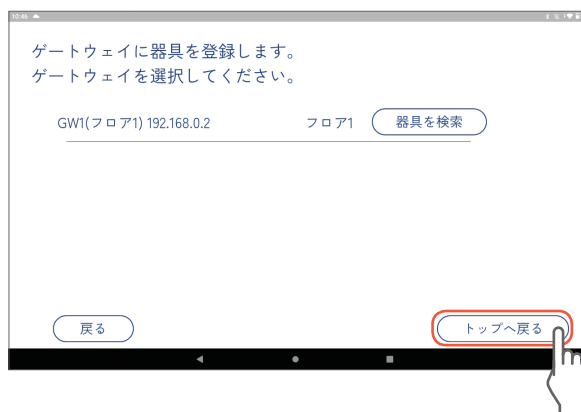 10:46
ゲートウェイに器具を登録します。
ゲートウェイを選択してください。
GW1(フロア1) 192.168.0.2 フロア1 器具を検索
戻る トップへ戻る